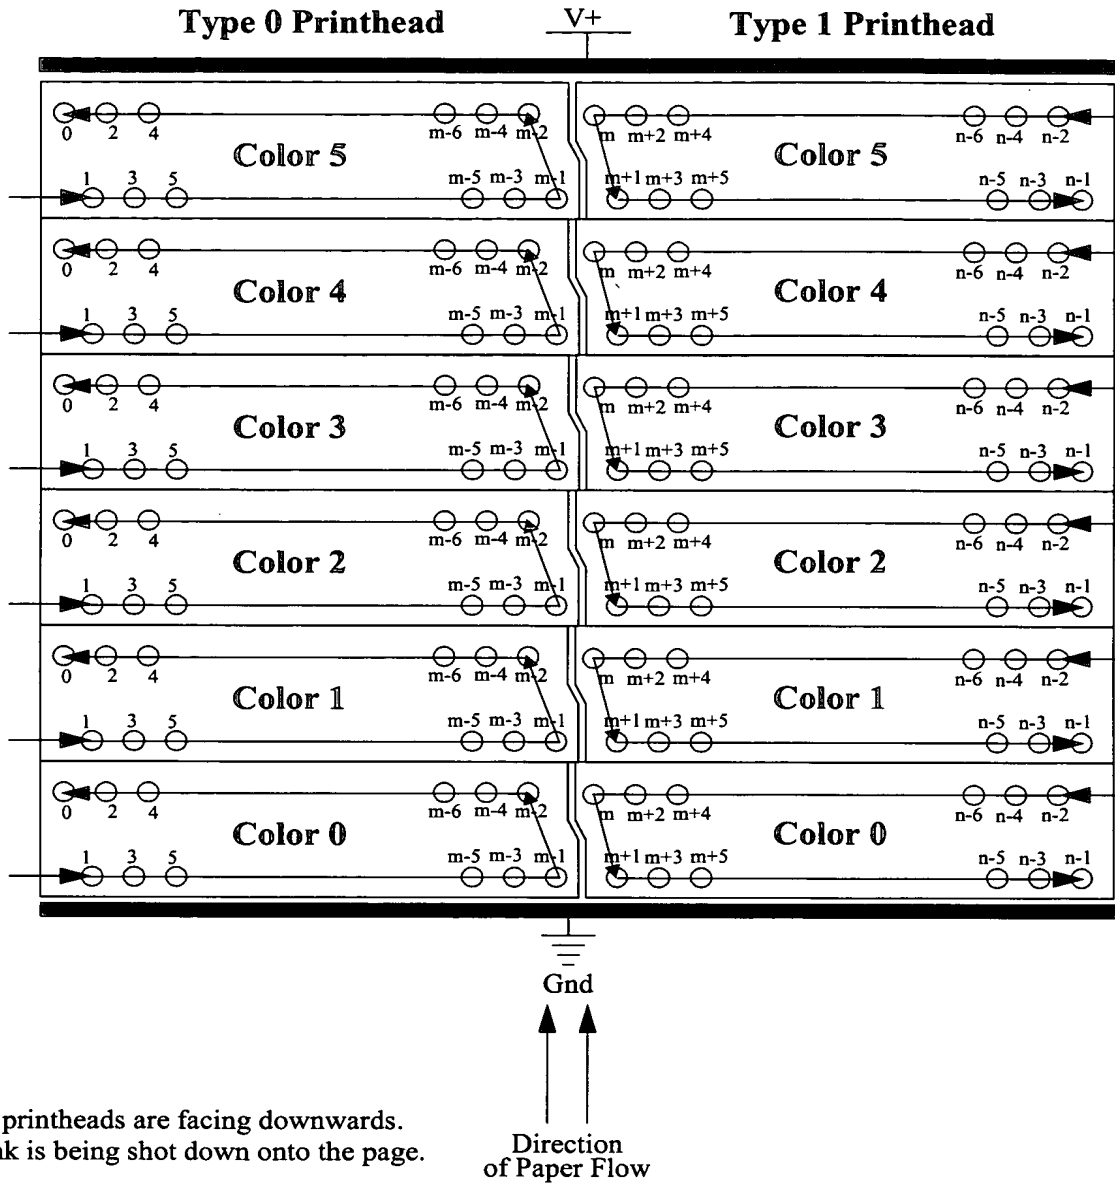 Type 0 Printhead V+ Type 1 Printhead
0 2 4 m-6 m-4 m-2 m m+2 m+4 n-6 n-4 n-2
Color 5 Color 5
1 3 5 m-5 m-3 m-1 m+1 m+3 m+5 n-5 n-3 n-1
0 2 4 m-6 m-4 m-2 m m+2 m+4 n-6 n-4 n-2
Color 4 Color 4
1 3 5 m-5 m-3 m-1 m+1 m+3 m+5 n-5 n-3 n-1
0 2 4 m-6 m-4 m-2 m m+2 m+4 n-6 n-4 n-2
Color 3 Color 3
1 3 5 m-5 m-3 m-1 m+1 m+3 m+5 n-5 n-3 n-1
0 2 4 m-6 m-4 m-2 m m+2 m+4 n-6 n-4 n-2
Color 2 Color 2
1 3 5 m-5 m-3 m-1 m+1 m+3 m+5 n-5 n-3 n-1
0 2 4 m-6 m-4 m-2 m m+2 m+4 n-6 n-4 n-2
Color 1 Color 1
1 3 5 m-5 m-3 m-1 m+1 m+3 m+5 n-5 n-3 n-1
0 2 4 m-6 m-4 m-2 m m+2 m+4 n-6 n-4 n-2
Color 0 Color 0
1 3 5 m-5 m-3 m-1 m+1 m+3 m+5 n-5 n-3 n-1
Gnd
printheads are facing downwards.
nk is being shot down onto the page.
Direction
of Paper Flow